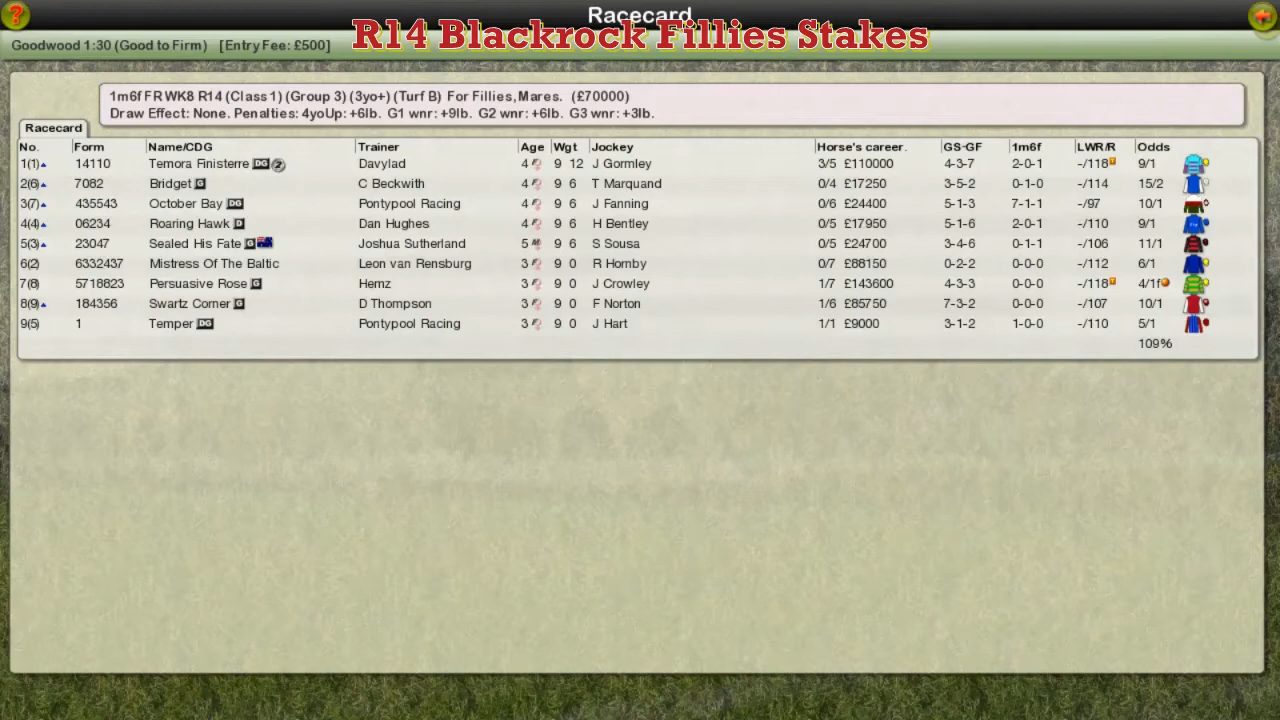 Racecard
R14 Blackrock Fillies Stakes
Goodwood 1:30 (Good to Firm) [Entry Fee: £500]
1m6f FR WK8 R14 (Class 1) (Group 3) (3yo+) (Turf B) For Fillies, Mares. (£70000)
Draw Effect: None. Penalties: 4yoUp: +6lb. G1 wnr: +9lb. G2 wnr: +6lb. G3 wnr: +3lb.
Racecard
No. Form Name/CDG Trainer Age Wgt Jockey Horse's career. GS-GF 1m6f LWR/R Odds
1(1) 14110 Temora Finisterre DG 2 Davylad 4 9 12 J Gormley 3/5 £110000 4-3-7 2-0-1 -/118 9/1
2(6) 7082 Bridget G C Beckwith 4 9 6 T Marquand 0/4 £17250 3-5-2 0-1-0 -/114 15/2
3(7) 435543 October Bay DG Pontypool Racing 4 9 6 J Fanning 0/6 £24400 5-1-3 7-1-1 -/97 10/1
4(4) 06234 Roaring Hawk D Dan Hughes 4 9 6 H Bentley 0/5 £17950 5-1-6 2-0-1 -/110 9/1
5(3) 23047 Sealed His Fate G Joshua Sutherland 5 9 6 S Sousa 0/5 £24700 3-4-6 0-1-1 -/106 11/1
6(2) 6332437 Mistress Of The Baltic Leon van Rensburg 3 9 0 R Hornby 0/7 £88150 0-2-2 0-0-0 -/112 6/1
7(8) 5718823 Persuasive Rose G Hemz 3 9 0 J Crowley 1/7 £143600 4-3-3 0-0-0 -/118 4/1f
8(9) 184356 Swartz Corner G D Thompson 3 9 0 F Norton 1/6 £85750 7-3-2 0-0-0 -/107 10/1
9(5) 1 Temper DG Pontypool Racing 3 9 0 J Hart 1/1 £9000 3-1-2 1-0-0 -/110 5/1
109%